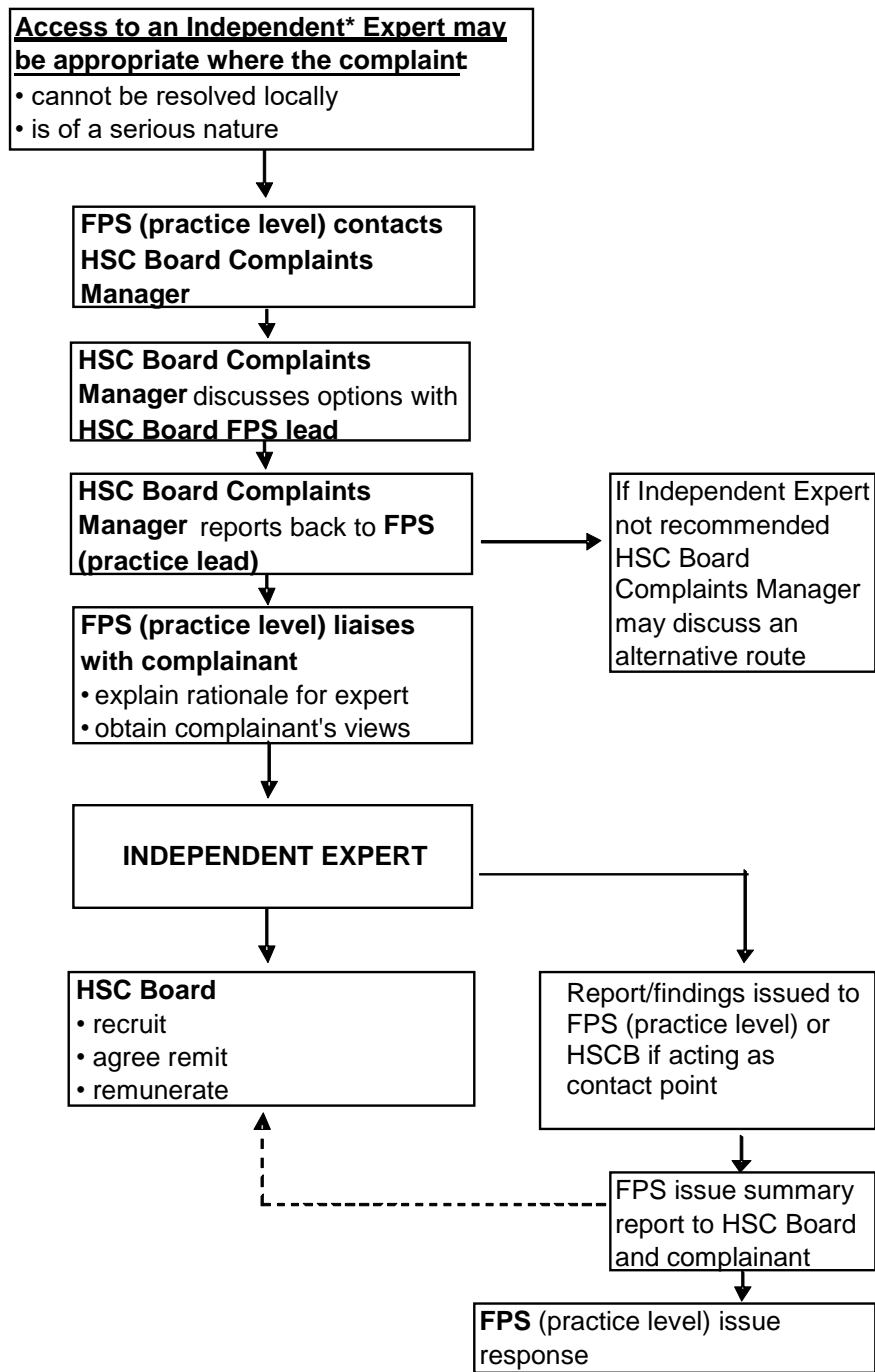 Access to an Independent* Expert may
be appropriate where the complaint:
• cannot be resolved locally
• is of a serious nature
FPS (practice level) contacts
HSC Board Complaints
Manager
HSC Board Complaints
Manager discusses options with
HSC Board FPS lead
HSC Board Complaints
Manager reports back to FPS
(practice lead)
If Independent Expert
not recommended
HSC Board
Complaints Manager
may discuss an
alternative route
FPS (practice level) liaises
with complainant
• explain rationale for expert
• obtain complainant's views
INDEPENDENT EXPERT
HSC Board
• recruit
• agree remit
• remunerate
Report/findings issued to
FPS (practice level) or
HSCB if acting as
contact point
FPS issue summary
report to HSC Board
and complainant
FPS (practice level) issue
response